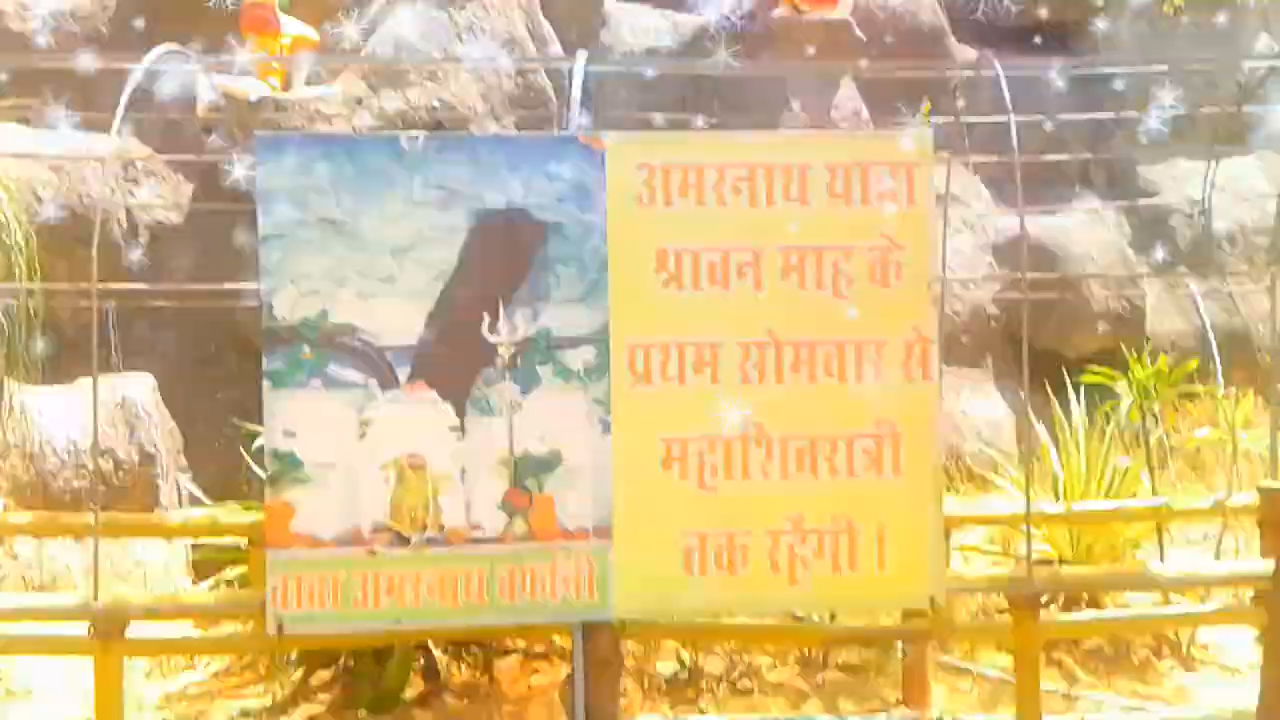 बाबा अमरनाथ बर्फानी
अमरनाथ यात्रा
श्रावन माह के
प्रथम सोमवार से
महाशिवरात्री
तक रहेंगी।